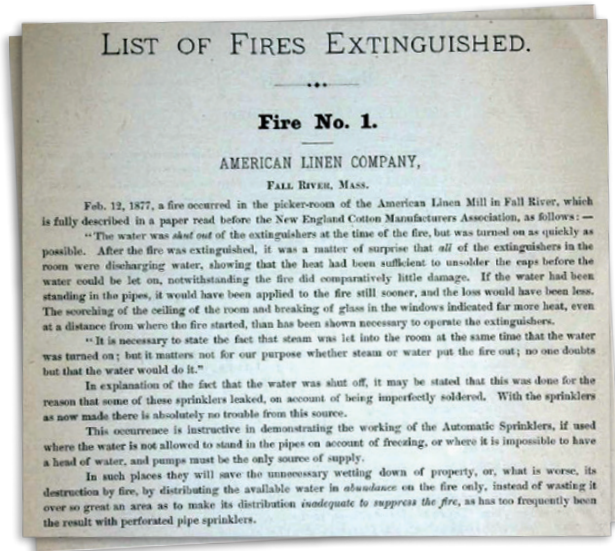 LIST OF FIRES EXTINGUISHED.
Fire No. 1.
AMERICAN LINEN COMPANY,
FALL RIVER, MASS.
Feb. 12, 1877, a fire occurred in the picker-room of the American Linen Mill in Fall River, which
is fully described in a paper read before the New England Cotton Manufacturers Association, as follows: —
"The water was shut out of the extinguishers at the time of the fire, but was turned on as quickly as
possible. After the fire was extinguished, it was a matter of surprise that all of the extinguishers in the
room were discharging water, showing that the heat had been sufficient to unsolder the caps before the
water could be let on, notwithstanding the fire did comparatively little damage. If the water had been
standing in the pipes, it would have been applied to the fire still sooner, and the loss would have been less.
The scorching of the ceiling of the room and breaking of glass in the windows indicated far more heat, even
at a distance from where the fire started, than has been shown necessary to operate the extinguishers.
"It is necessary to state the fact that steam was let into the room at the same time that the water
was turned on; but it matters not for our purpose whether steam or water put the fire out; no one doubts
but that the water would do it."
In explanation of the fact that the water was shut off, it may be stated that this was done for the
reason that some of these sprinklers leaked, on account of being imperfectly soldered. With the sprinklers
as now made there is absolutely no trouble from this source.
This occurrence is instructive in demonstrating the working of the Automatic Sprinklers, if used
where the water is not allowed to stand in the pipes on account of freezing, or where it is impossible to have
a head of water, and pumps must be the only source of supply.
In such places they will save the unnecessary wetting down of property, or, what is worse, its
destruction by fire, by distributing the available water in abundance on the fire only, instead of wasting it
over so great an area as to make its distribution inadequate to suppress the fire, as has too frequently been
the result with perforated pipe sprinklers.